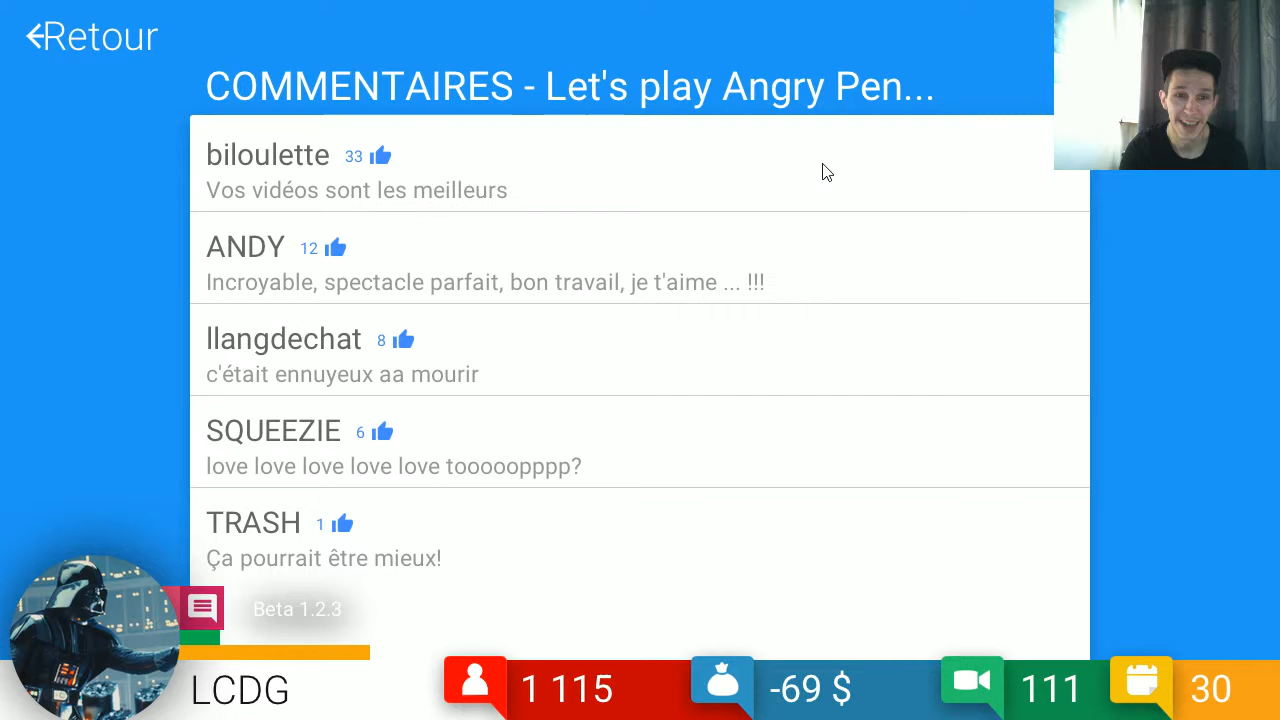 Retour
COMMENTAIRES - Let's play Angry Pen...
biloulette 33
Vos vidéos sont les meilleurs
ANDY 12
Incroyable, spectacle parfait, bon travail, je t'aime ... !!!
llangdechat 8
c'était ennuyeux aa mourir
SQUEEZIE 6
love love love love love tooooopppp?
TRASH 1
Ça pourrait être mieux!
Beta 1.2.3
LCDG 1 115 -69 $ 111 30